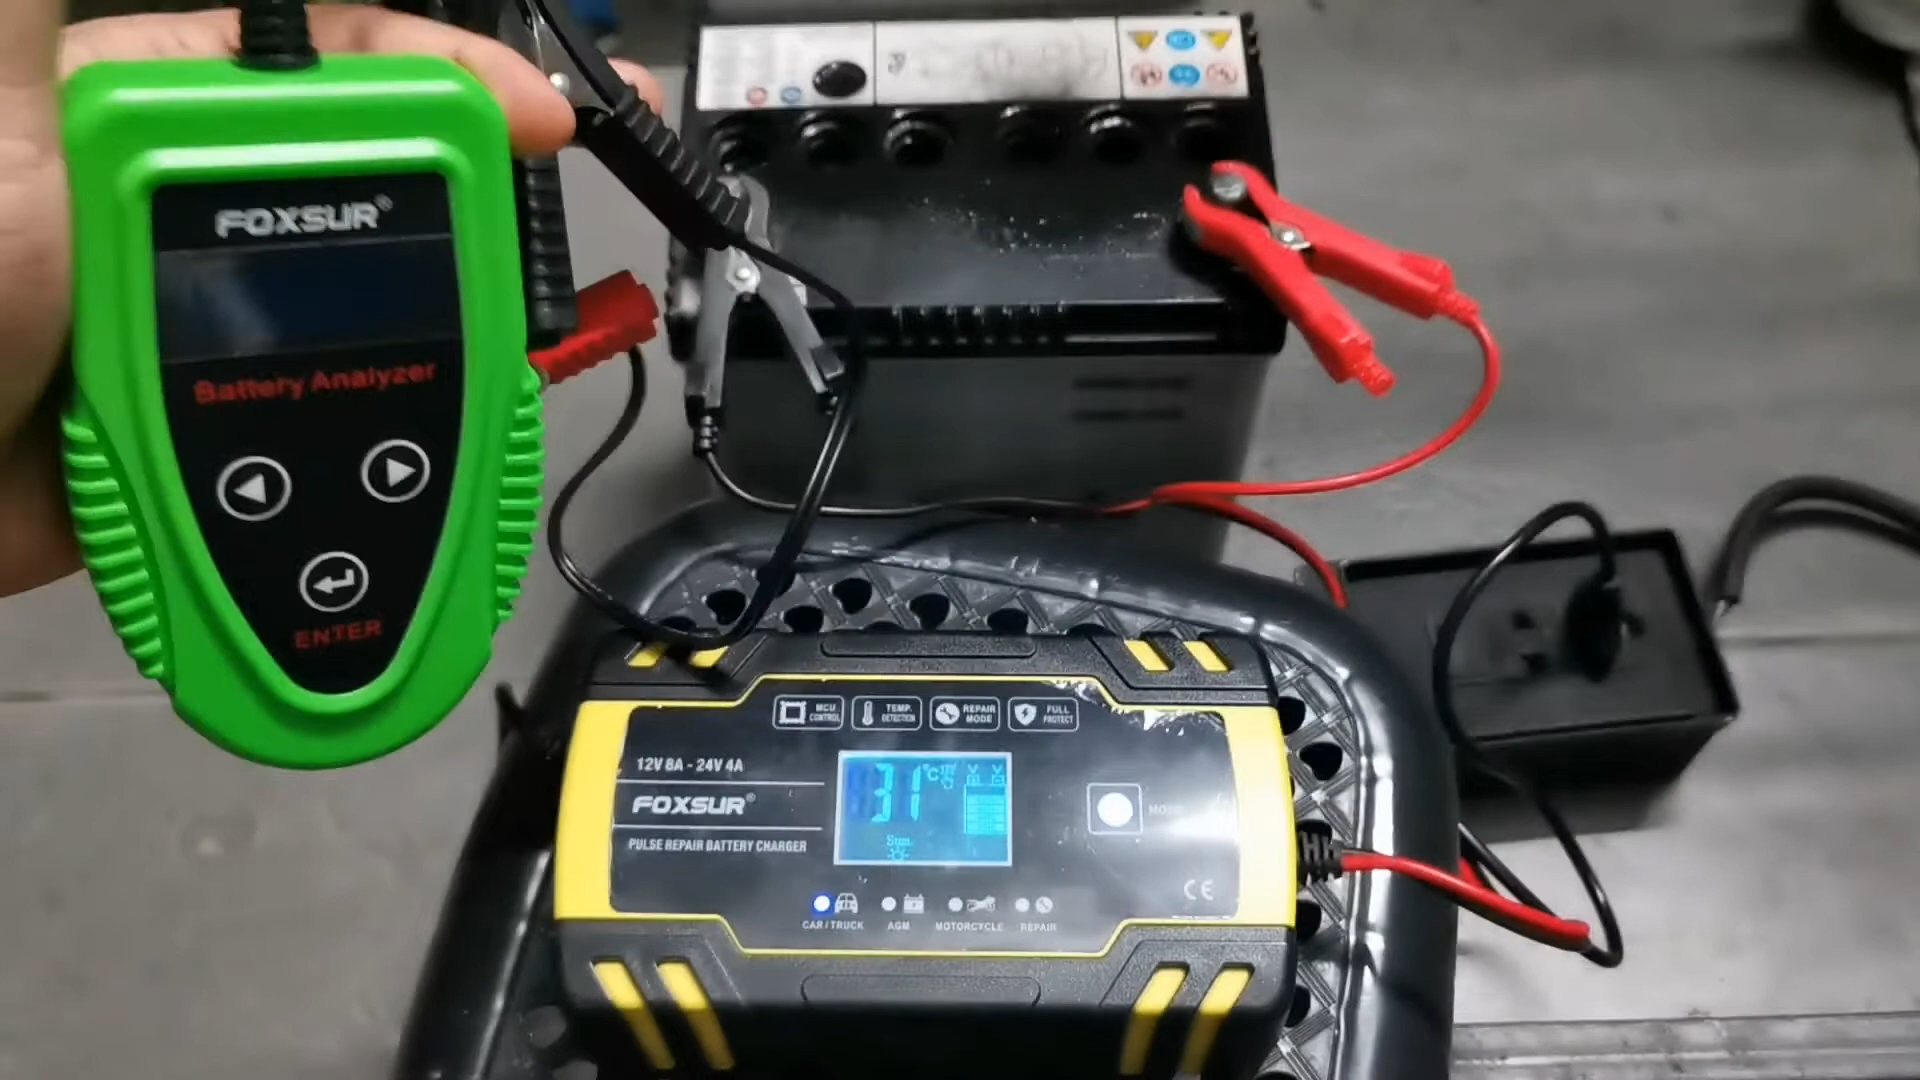 FOXSUR®
Battery Analyzer
ENTER
MCU
CONTROL
TEMP.
DETECTION
REPAIR
MODE
FULL
PROTECT
12V 8A - 24V 4A
FOXSUR®
PULSE REPAIR BATTERY CHARGER
31°C
Sum.
CE
CAR / TRUCK
AGM
MOTORCYCLE
REPAIR